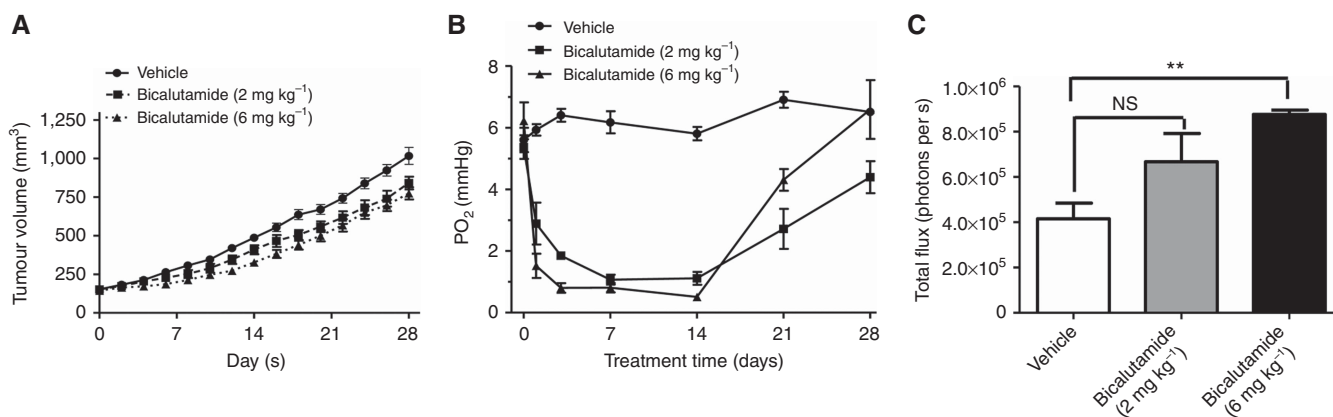 A
Vehicle
Bicalutamide (2 mg kg⁻¹)
Bicalutamide (6 mg kg⁻¹)
Tumour volume (mm³)
1,250
1,000
750
500
250
0
0 7 14 21 28
Day (s)
B
Vehicle
Bicalutamide (2 mg kg⁻¹)
Bicalutamide (6 mg kg⁻¹)
PO₂ (mmHg)
8
6
4
2
0
0 7 14 21 28
Treatment time (days)
C
**
NS
Total flux (photons per s)
1.0×10⁶
8.0×10⁵
6.0×10⁵
4.0×10⁵
2.0×10⁵
0
Vehicle
Bicalutamide
(2 mg kg⁻¹)
Bicalutamide
(6 mg kg⁻¹)